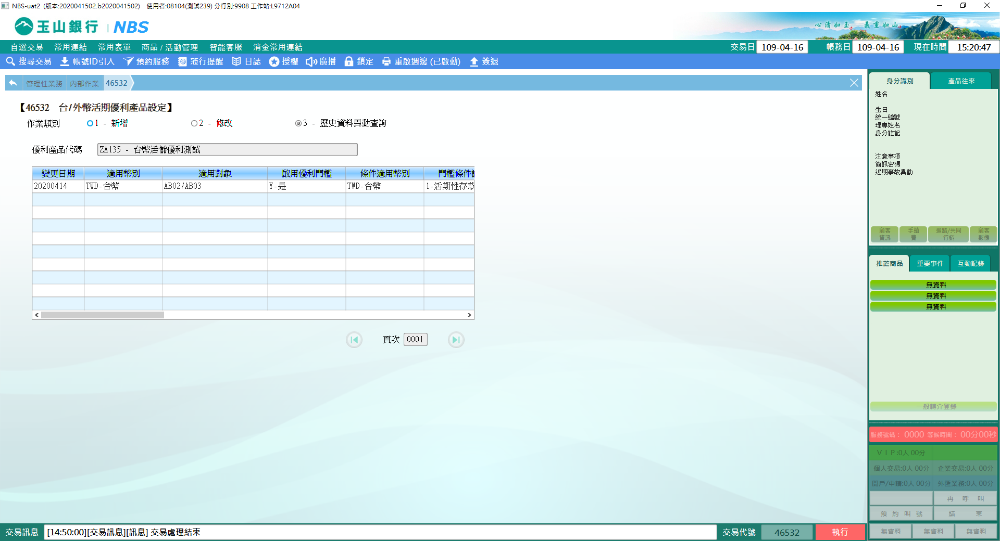 NBS-uat2 (版本:2020041502.b2020041502) 使用者:08104(測試239) 分行別:9908 工作站:L9712A04
玉山銀行 | NBS
心清如玉 義重如山
自選交易 常用連結 常用表單 商品 / 活動管理 智能客服 消金常用連結 交易日 109-04-16 帳務日 109-04-16 現在時間 15:20:47
搜尋交易 帳號ID引入 預約服務 蒞行提醒 日誌 授權 廣播 鎖定 重啟週邊 (已啟動) 簽退
管理性業務 內部作業 46532
【46532 台/外幣活期優利產品設定】
作業類別 1 - 新增 2 - 修改 3 - 歷史資料異動查詢
優利產品代碼 ZA135 - 台幣活儲優利測試
變更日期 適用幣別 適用對象 啟用優利門檻 條件適用幣別 門檻條件
20200414 TWD-台幣 AB02/AB03 Y-是 TWD-台幣 1-活期性存款
頁次 0001
身分識別 產品往來
姓名
生日
統一編號
理專姓名
身分註記
注意事項
簡訊密碼
近期事故異動
顧客資訊 手續費 通路/共同行銷 顧客影像
推薦商品 重要事件 互動記錄
無資料
無資料
無資料
一般轉介登錄
服務號碼： 0000 等候時間： 00分00秒
ＶＩＰ:0人 00分
個人交易:0人 00分 企業交易:0人 00分
開戶/申請:0人 00分 外匯業務:0人 00分
再 呼 叫
預 約 叫 號 結 束
無資料 無資料 無資料
交易訊息 [14:50:00][交易訊息][訊息] 交易處理結束 交易代號 46532 執行